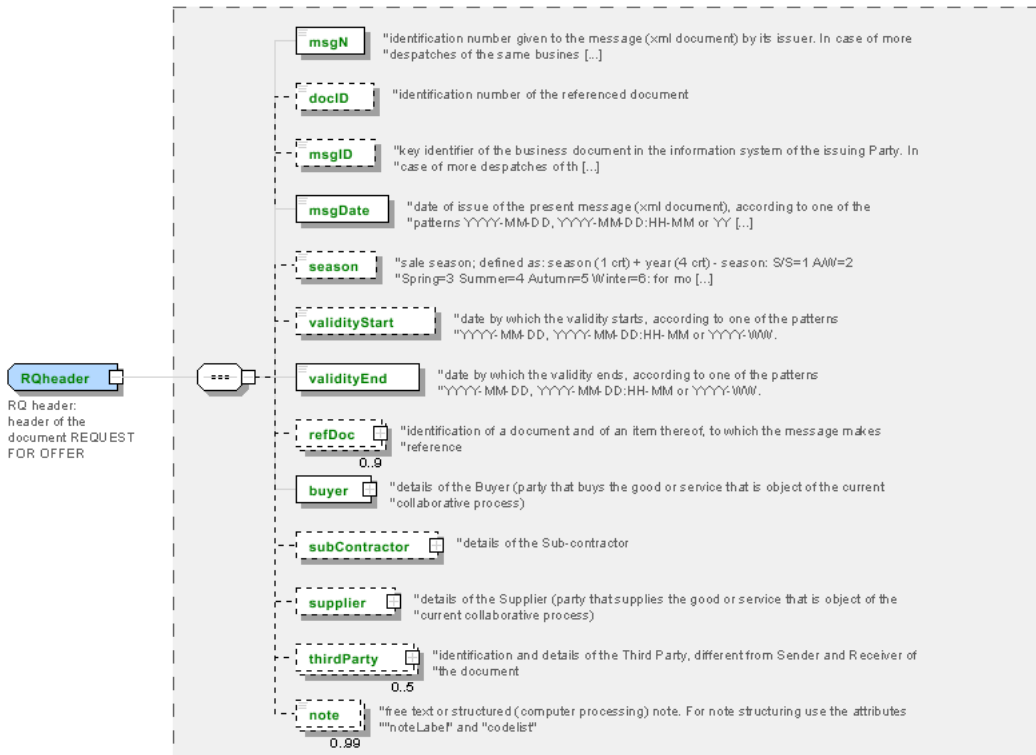 msgN
"identification number given to the message (xml document) by its issuer. In case of more
"despatches of the same busines [...]
docID
"identification number of the referenced document
msgID
"key identifier of the business document in the information system of the issuing Party. In
"case of more despatches of th [...]
msgDate
"date of issue of the present message (xml document), according to one of the
"patterns YYYY-MM-DD, YYYY-MM-DD:HH-MM or YY [...]
season
"sale season; defined as: season (1 crt) + year (4 crt) - season: S/S=1 A/W=2
"Spring=3 Summer=4 Autumn=5 Winter=6: for mo [...]
validityStart
"date by which the validity starts, according to one of the patterns
"YYYY-MM-DD, YYYY-MM-DD:HH-MM or YYYY-WW.
RQheader
RQ header:
header of the
document REQUEST
FOR OFFER
validityEnd
"date by which the validity ends, according to one of the patterns
"YYYY-MM-DD, YYYY-MM-DD:HH-MM or YYYY-WW.
refDoc
0..9
"identification of a document and of an item thereof, to which the message makes
"reference
buyer
"details of the Buyer (party that buys the good or service that is object of the current
"collaborative process)
subContractor
"details of the Sub-contractor
supplier
"details of the Supplier (party that supplies the good or service that is object of the
"current collaborative process)
thirdParty
0..5
"identification and details of the Third Party, different from Sender and Receiver of
"the document
note
0..99
"free text or structured (computer processing) note. For note structuring use the attributes
""noteLabel" and "codelist"